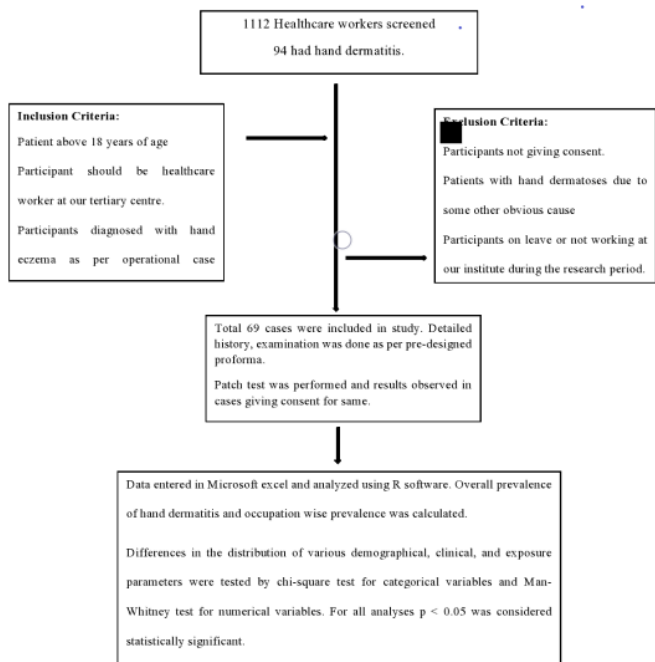 1112 Healthcare workers screened
94 had hand dermatitis.
Inclusion Criteria:
Patient above 18 years of age
Participant should be healthcare
worker at our tertiary centre.
Participants diagnosed with hand
eczema as per operational case
Criteria:
Participants not giving consent.
Patients with hand dermatoses due to
some other obvious cause
Participants on leave or not working at
our institute during the research period.
Total 69 cases were included in study. Detailed
history, examination was done as per pre-designed
proforma.
Patch test was performed and results observed in
cases giving consent for same.
Data entered in Microsoft excel and analyzed using R software. Overall prevalence
of hand dermatitis and occupation wise prevalence was calculated.
Differences in the distribution of various demographical, clinical, and exposure
parameters were tested by chi-square test for categorical variables and Man-
Whitney test for numerical variables. For all analyses p < 0.05 was considered
statistically significant.